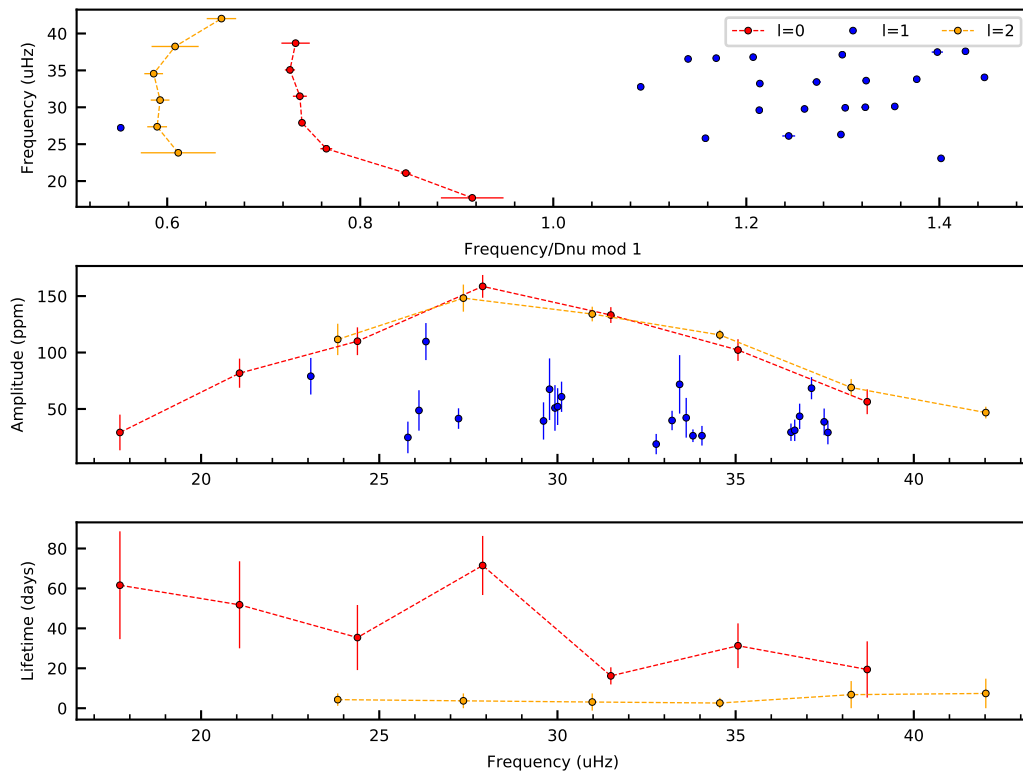 l=0 l=1 l=2
Frequency (uHz)
40
30
20
0.6 0.8 1.0 1.2 1.4
Frequency/Dnu mod 1
Amplitude (ppm)
150
100
50
20 25 30 35 40
Lifetime (days)
80
60
40
20
0
20 25 30 35 40
Frequency (uHz)